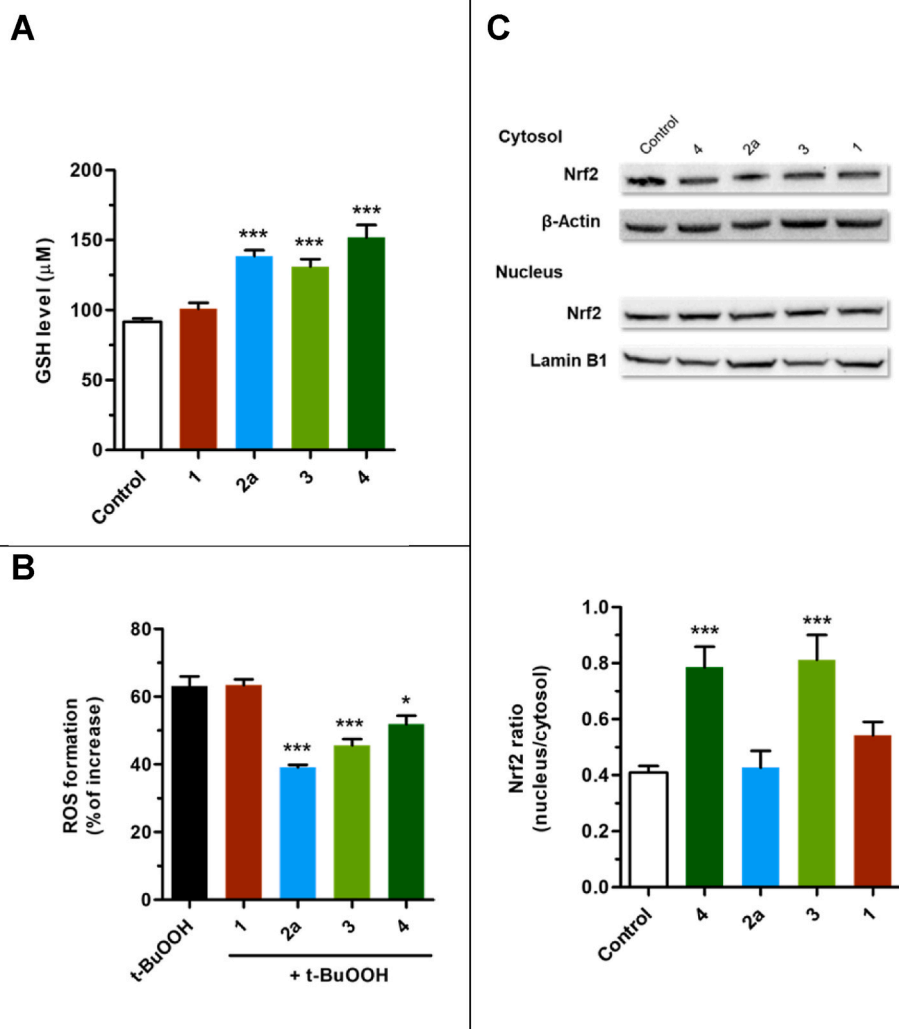 A
GSH level (μM)
200
150
100
50
0
***
***
***
Control
1
2a
3
4
B
ROS formation
(% of increase)
80
60
40
20
0
***
***
*
t-BuOOH
1
2a
3
4
+ t-BuOOH
C
Cytosol
Control
4
2a
3
1
Nrf2
β-Actin
Nucleus
Nrf2
Lamin B1
Nrf2 ratio
(nucleus/cytosol)
1.0
0.8
0.6
0.4
0.2
0.0
***
***
Control
4
2a
3
1